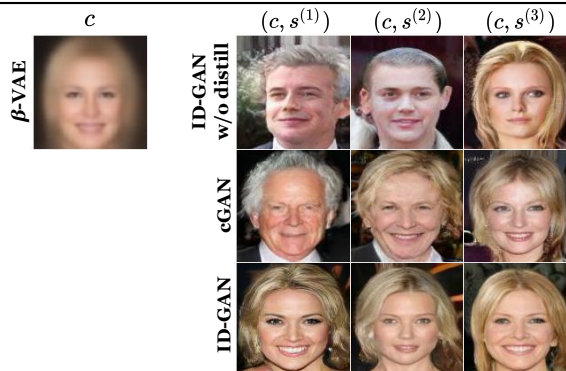 c
(c, s^{(1)})
(c, s^{(2)})
(c, s^{(3)})
β-VAE
ID-GAN
w/o distill
cGAN
ID-GAN